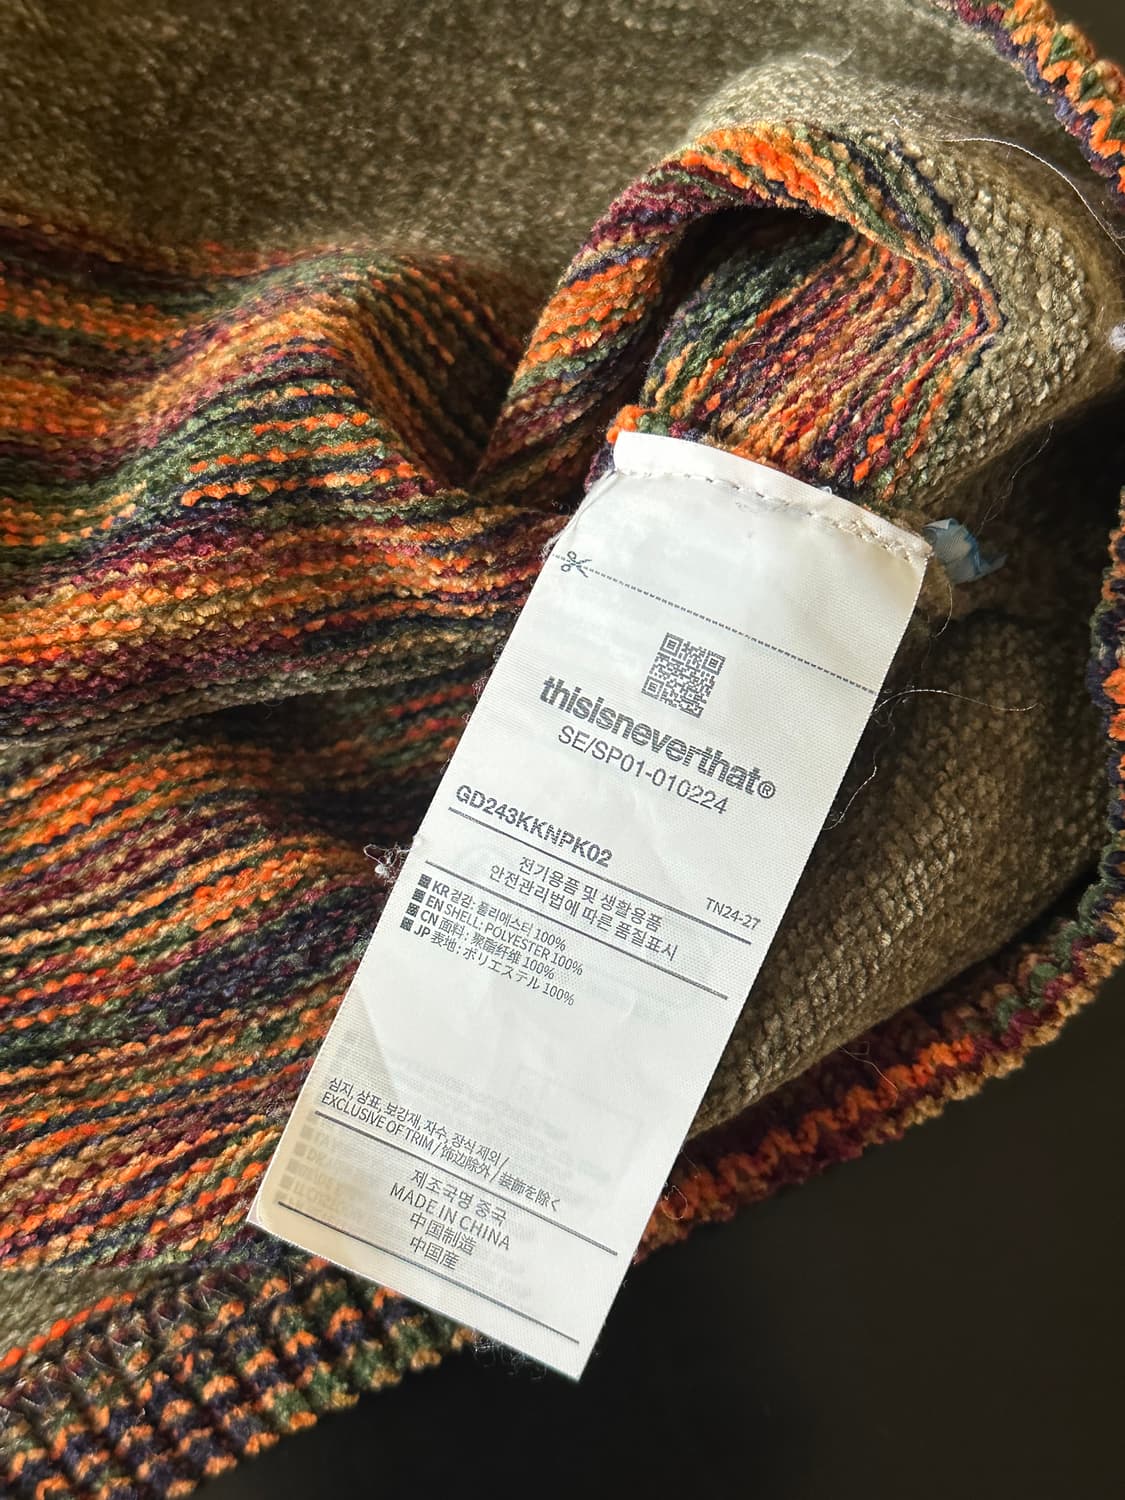 thisisneverthat®
SE/SP01-010224
GD243KKNPK02
TN24-27
전기용품 및 생활용품
안전관리법에 따른 품질표시
KR 겉감: 폴리에스터 100%
EN SHELL: POLYESTER 100%
CN 面料: 聚酯纤维 100%
JP 表地: ポリエステル 100%
심지, 상표, 보강재, 자수, 장식 제외/
EXCLUSIVE OF TRIM/饰边除外/装飾を除く
제조국명 중국
MADE IN CHINA
中国制造
中国産